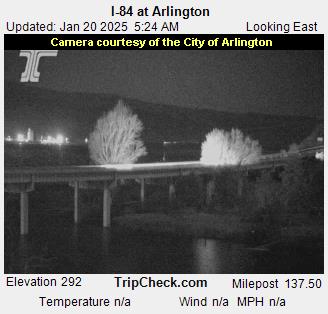 I-84 at Arlington
Updated: Jan 20 2025 5:24 AM Looking East
Camera courtesy of the City of Arlington
Elevation 292 TripCheck.com Milepost 137.50
Temperature n/a Wind n/a MPH n/a